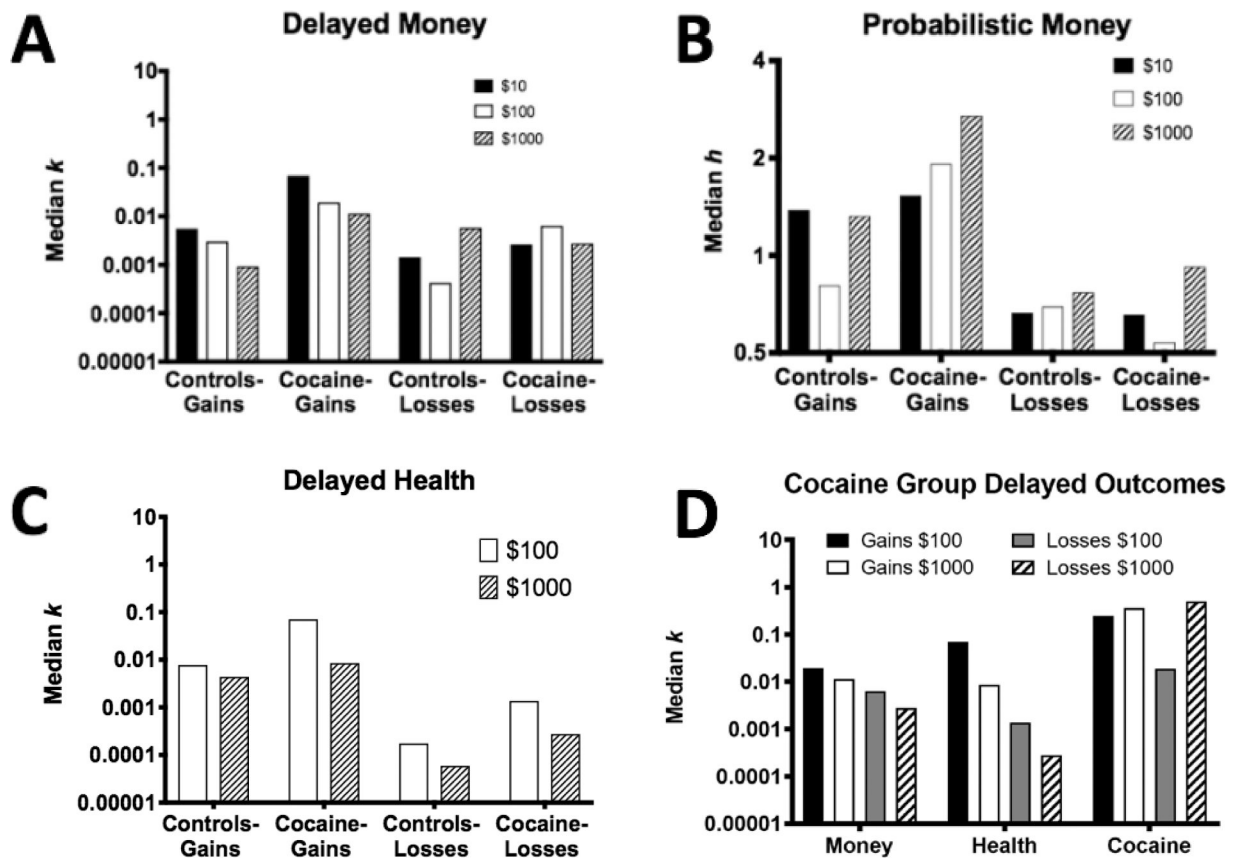 A
Delayed Money
Median k
10
1
0.1
0.01
0.001
0.0001
0.00001
$10
$100
$1000
Controls-
Gains
Cocaine-
Gains
Controls-
Losses
Cocaine-
Losses
B
Probabilistic Money
Median h
4
2
1
0.5
$10
$100
$1000
Controls-
Gains
Cocaine-
Gains
Controls-
Losses
Cocaine-
Losses
C
Delayed Health
Median k
10
1
0.1
0.01
0.001
0.0001
0.00001
$100
$1000
Controls-
Gains
Cocaine-
Gains
Controls-
Losses
Cocaine-
Losses
D
Cocaine Group Delayed Outcomes
Median k
10
1
0.1
0.01
0.001
0.0001
0.00001
Gains $100
Losses $100
Gains $1000
Losses $1000
Money
Health
Cocaine